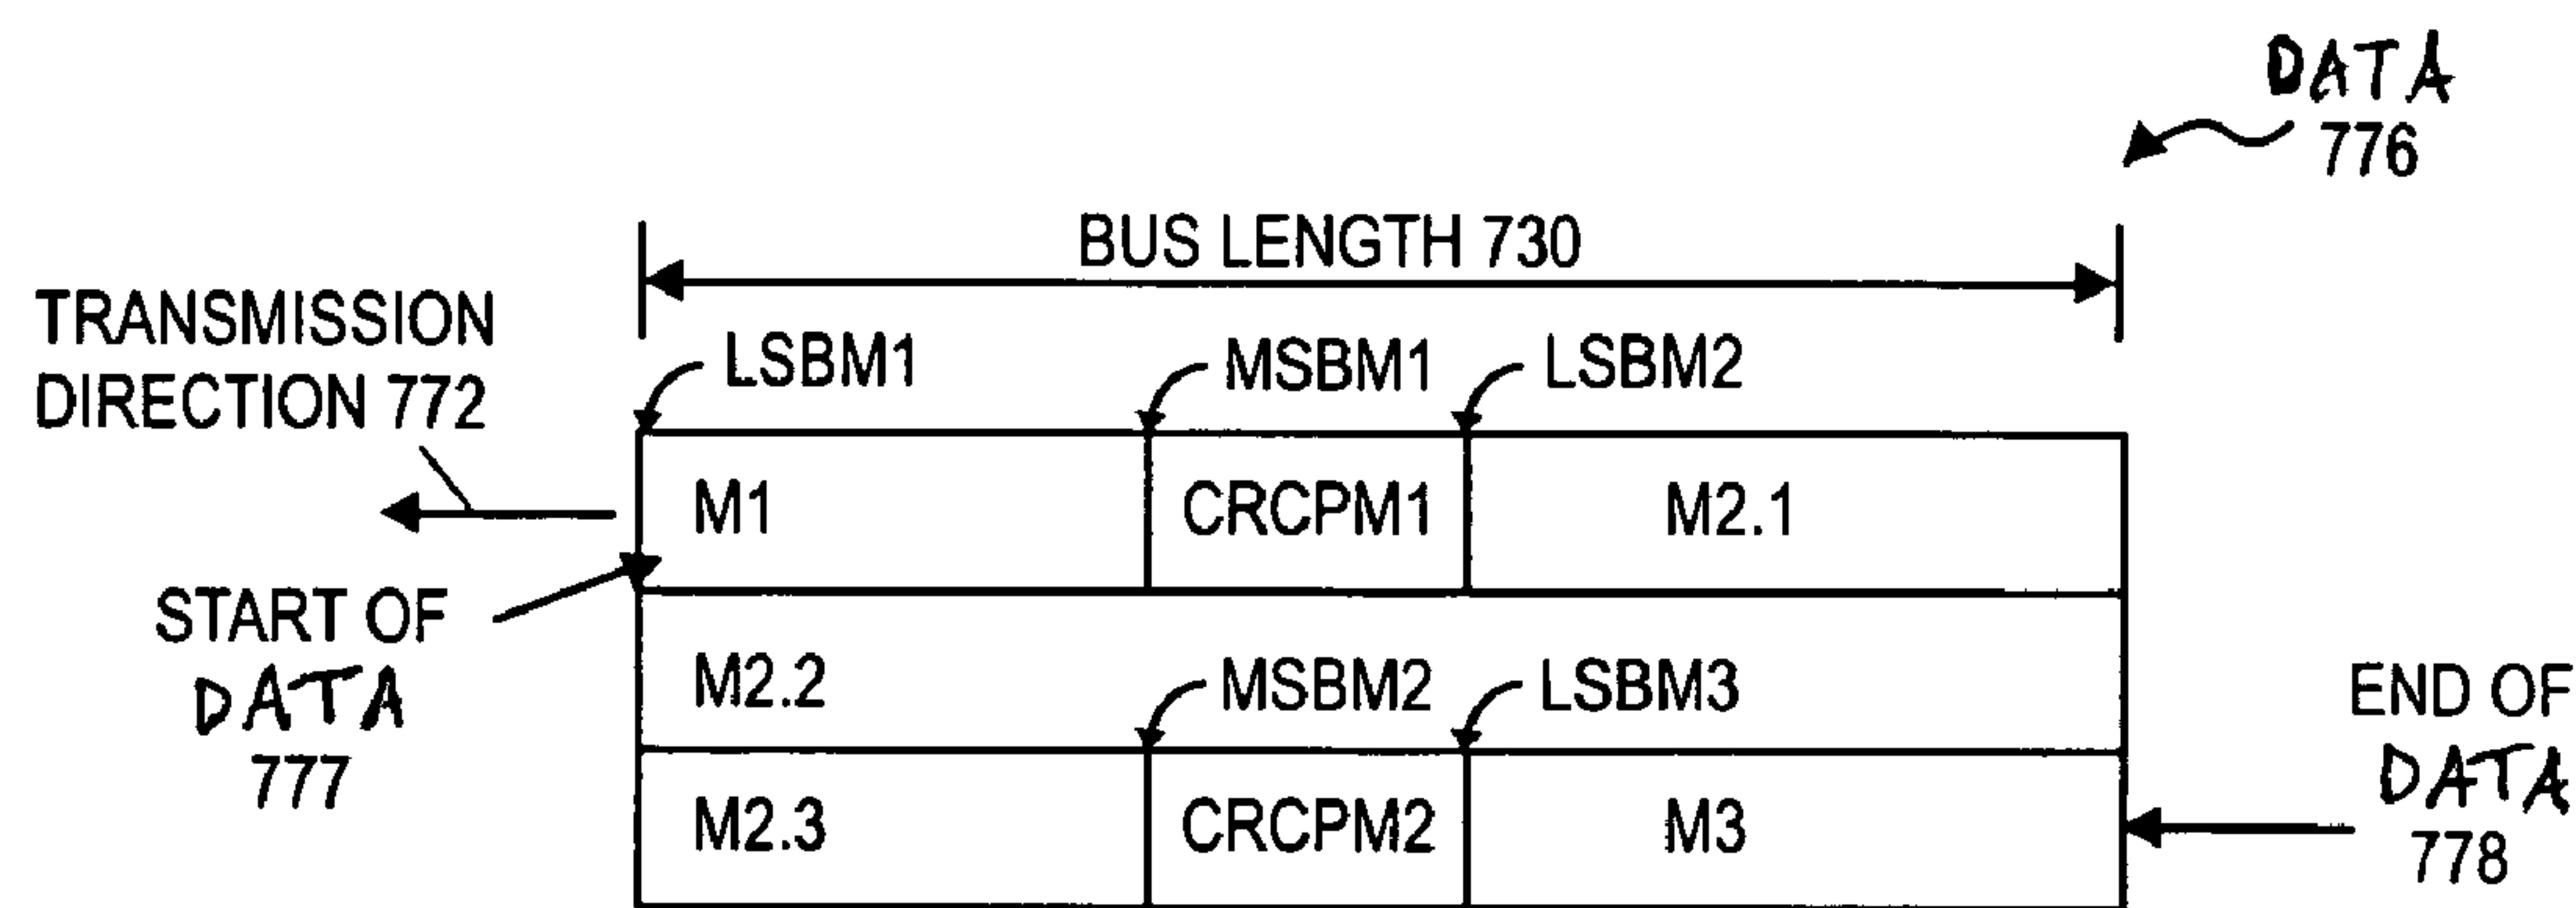 DATA
776
BUS LENGTH 730
TRANSMISSION
DIRECTION 772
LSBM1
MSBM1
LSBM2
M1
CRCPM1
M2.1
START OF
DATA
777
M2.2
MSBM2
LSBM3
END OF
DATA
778
M2.3
CRCPM2
M3